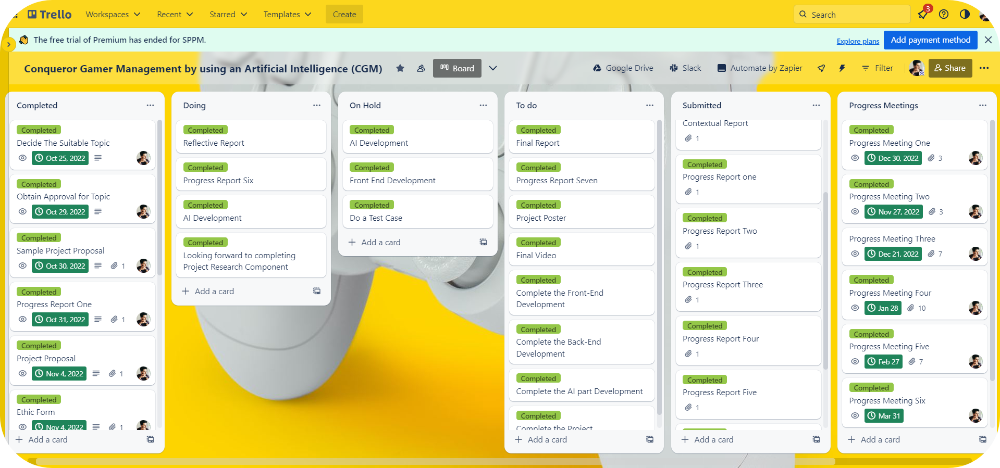 Trello
Workspaces
Recent
Starred
Templates
Create
Search
3
The free trial of Premium has ended for SPPM.
Explore plans
Add payment method
Conqueror Gamer Management by using an Artificial Intelligence (CGM)
Board
Google Drive
Slack
Automate by Zapier
Filter
Share
Completed
Completed
Decide The Suitable Topic
Oct 25, 2022
Completed
Obtain Approval for Topic
Oct 29, 2022
Completed
Sample Project Proposal
Oct 30, 2022
1
Completed
Progress Report One
Oct 31, 2022
1
Completed
Project Proposal
Nov 4, 2022
1
Completed
Ethic Form
Nov 4, 2022
1
Add a card
Doing
Completed
Reflective Report
Completed
Progress Report Six
Completed
AI Development
Completed
Looking forward to completing
Project Research Component
Add a card
On Hold
Completed
AI Development
Completed
Front End Development
Completed
Do a Test Case
Add a card
To do
Completed
Final Report
Completed
Progress Report Seven
Completed
Project Poster
Completed
Final Video
Completed
Complete the Front-End
Development
Completed
Complete the Back-End
Development
Completed
Complete the AI part Development
Completed
Complete the Project
Add a card
Submitted
Contextual Report
1
Completed
Progress Report one
1
Completed
Progress Report Two
1
Completed
Progress Report Three
1
Completed
Progress Report Four
1
Completed
Progress Report Five
1
Add a card
Progress Meetings
Completed
Progress Meeting One
Dec 30, 2022
3
Completed
Progress Meeting Two
Nov 27, 2022
3
Progress Meeting Three
Dec 21, 2022
7
Completed
Progress Meeting Four
Jan 28
10
Completed
Progress Meeting Five
Feb 27
7
Completed
Progress Meeting Six
Mar 31
Add a card